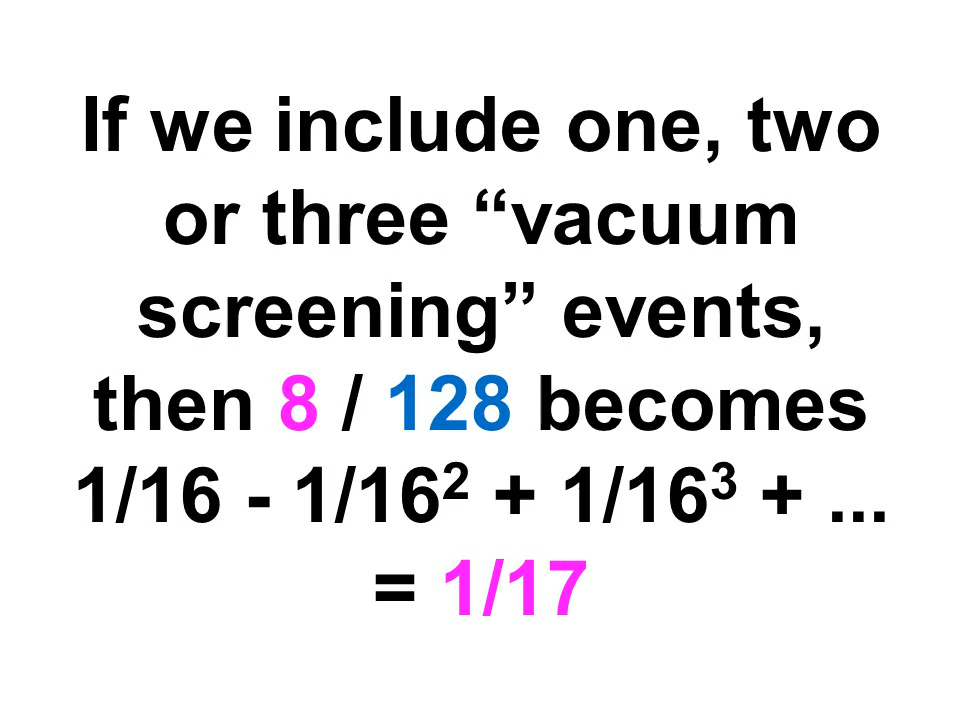 If we include one, two
or three “vacuum
screening” events,
then 8 / 128 becomes
1/16 - 1/16² + 1/16³ + ...
= 1/17